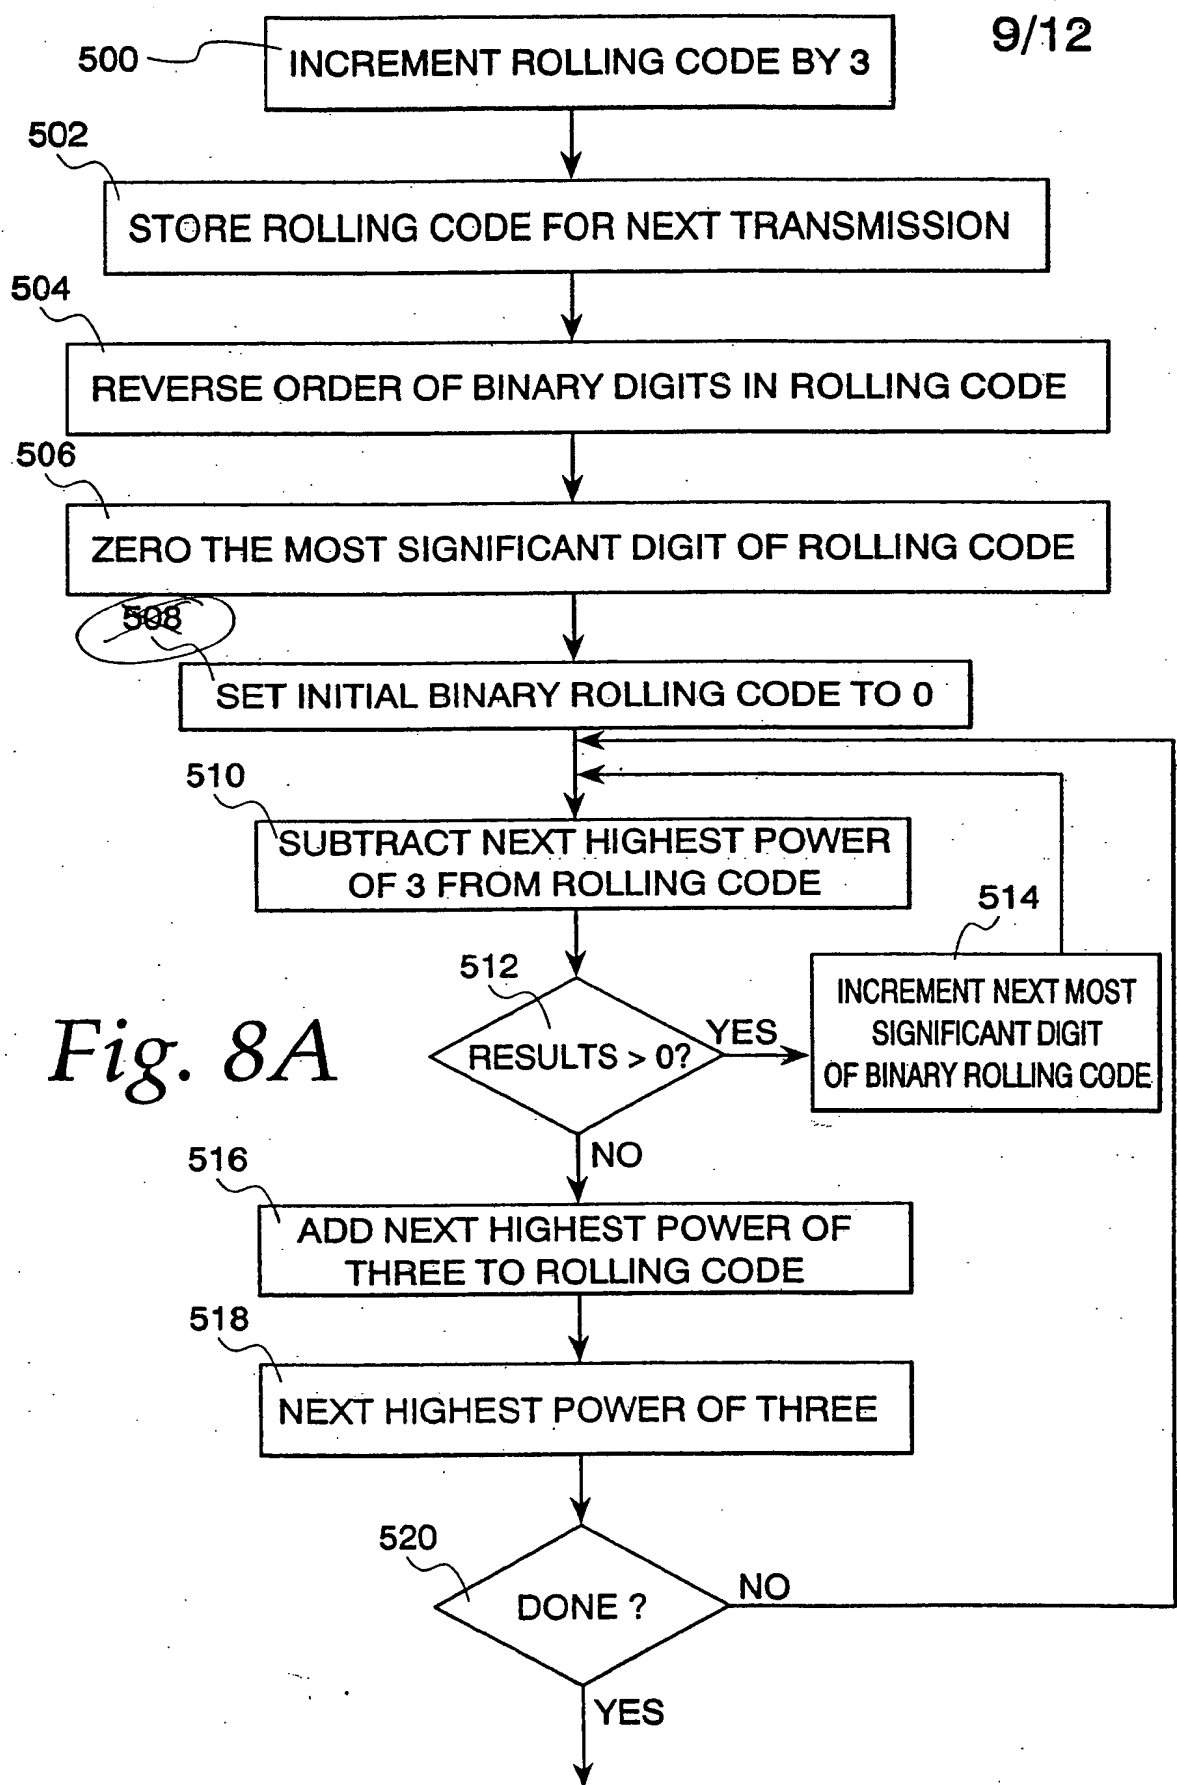 9/12
500
INCREMENT ROLLING CODE BY 3
502
STORE ROLLING CODE FOR NEXT TRANSMISSION
504
REVERSE ORDER OF BINARY DIGITS IN ROLLING CODE
506
ZERO THE MOST SIGNIFICANT DIGIT OF ROLLING CODE
508
SET INITIAL BINARY ROLLING CODE TO 0
510
SUBTRACT NEXT HIGHEST POWER
OF 3 FROM ROLLING CODE
512
RESULTS > 0?
YES
514
INCREMENT NEXT MOST
SIGNIFICANT DIGIT
OF BINARY ROLLING CODE
Fig. 8A
NO
516
ADD NEXT HIGHEST POWER OF
THREE TO ROLLING CODE
518
NEXT HIGHEST POWER OF THREE
520
DONE ?
NO
YES